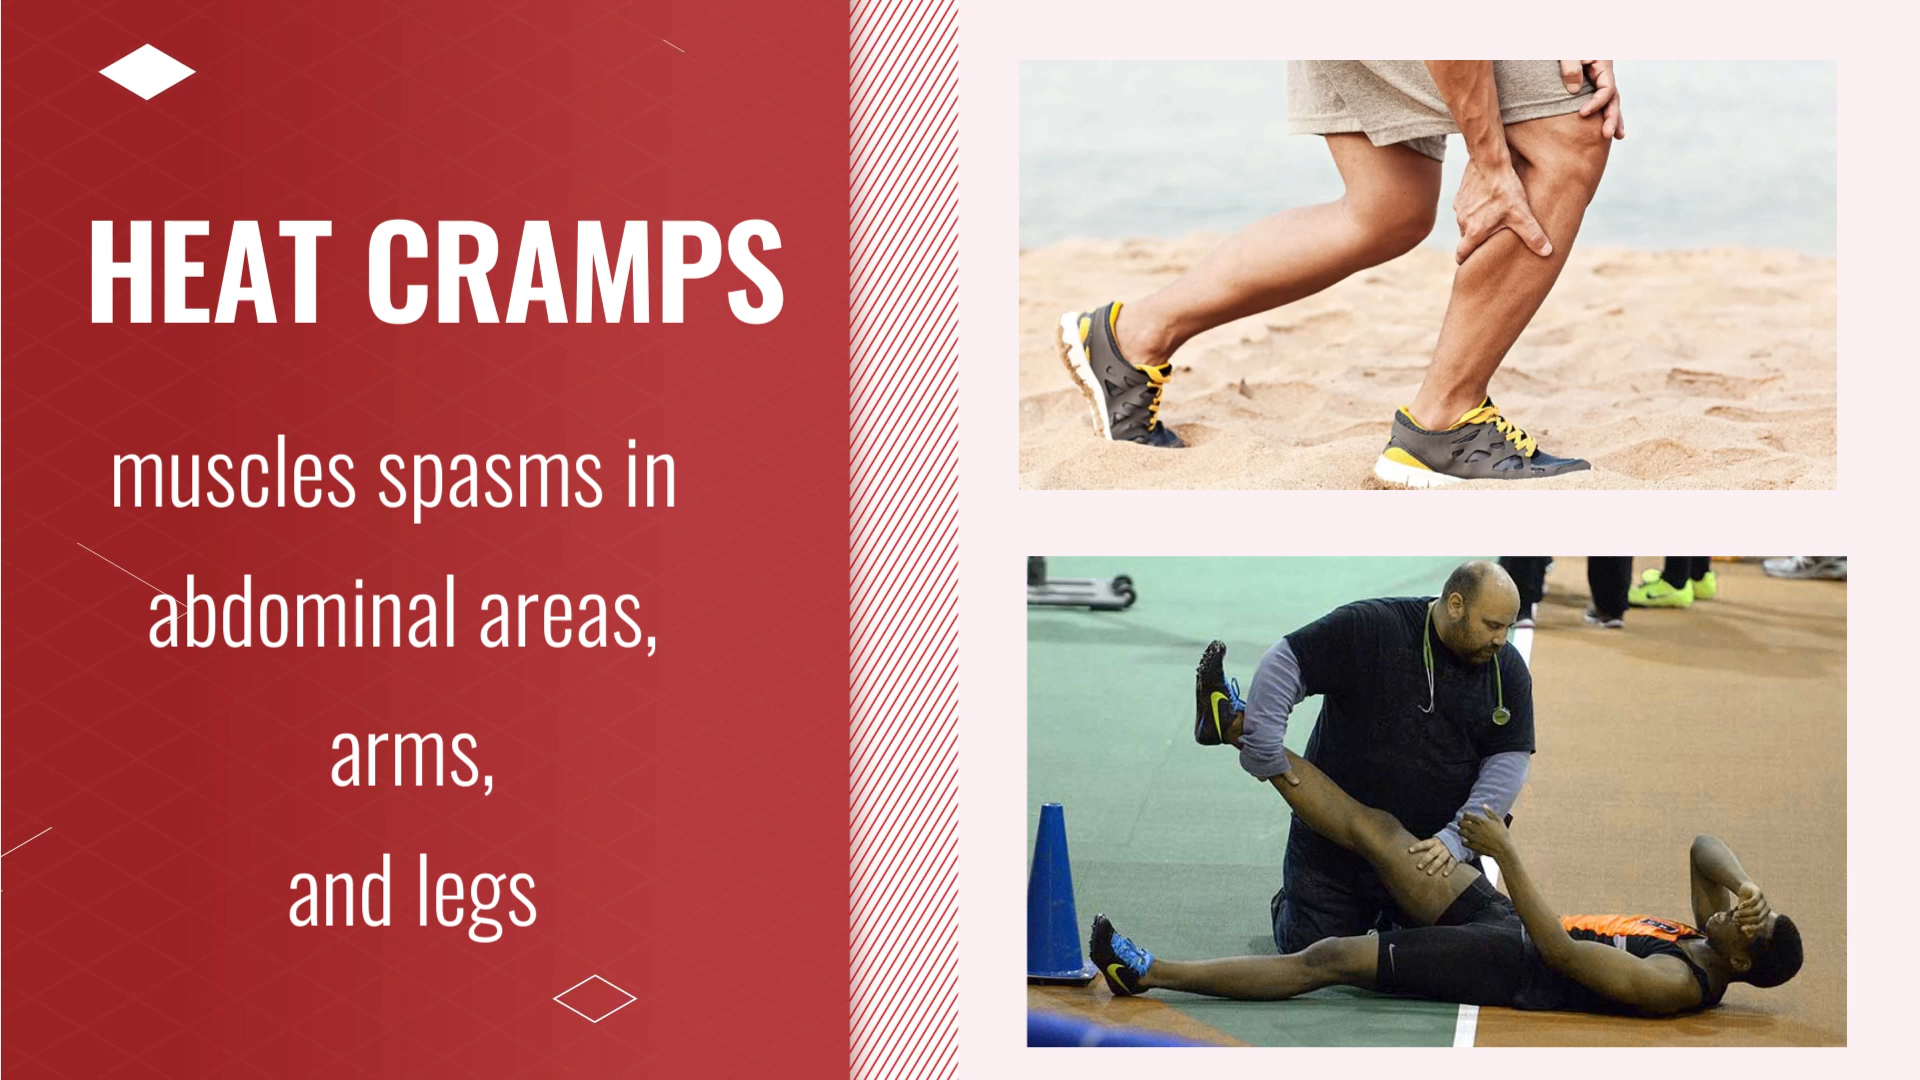 HEAT CRAMPS
muscles spasms in
abdominal areas,
arms,
and legs